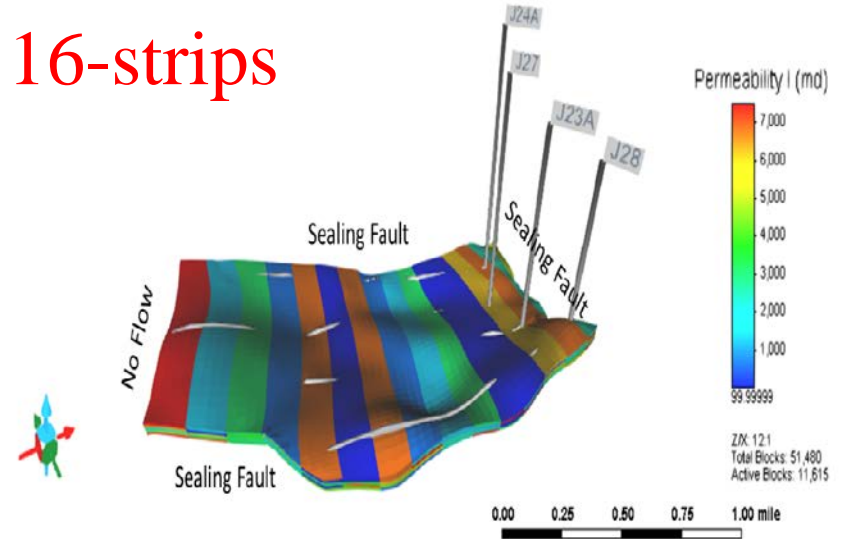 16-strips
J24A
J27
J23A
J28
Permeability I (md)
7,000
6,000
5,000
4,000
3,000
2,000
1,000
99.99999
Sealing Fault
Sealing Fault
No Flow
Sealing Fault
Z/X: 12:1
Total Blocks: 51,480
Active Blocks: 11,615
0.00 0.25 0.50 0.75 1.00 mile